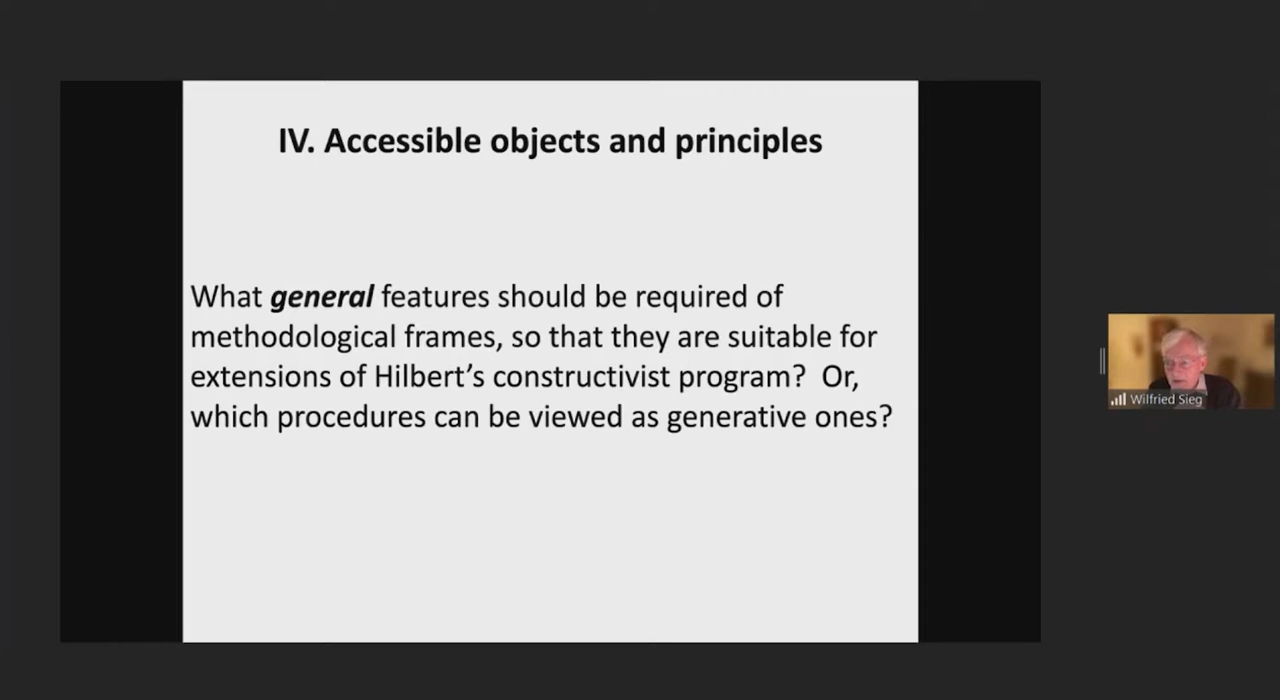 IV. Accessible objects and principles
What general features should be required of
methodological frames, so that they are suitable for
extensions of Hilbert’s constructivist program?  Or,
which procedures can be viewed as generative ones?
Wilfried Sieg